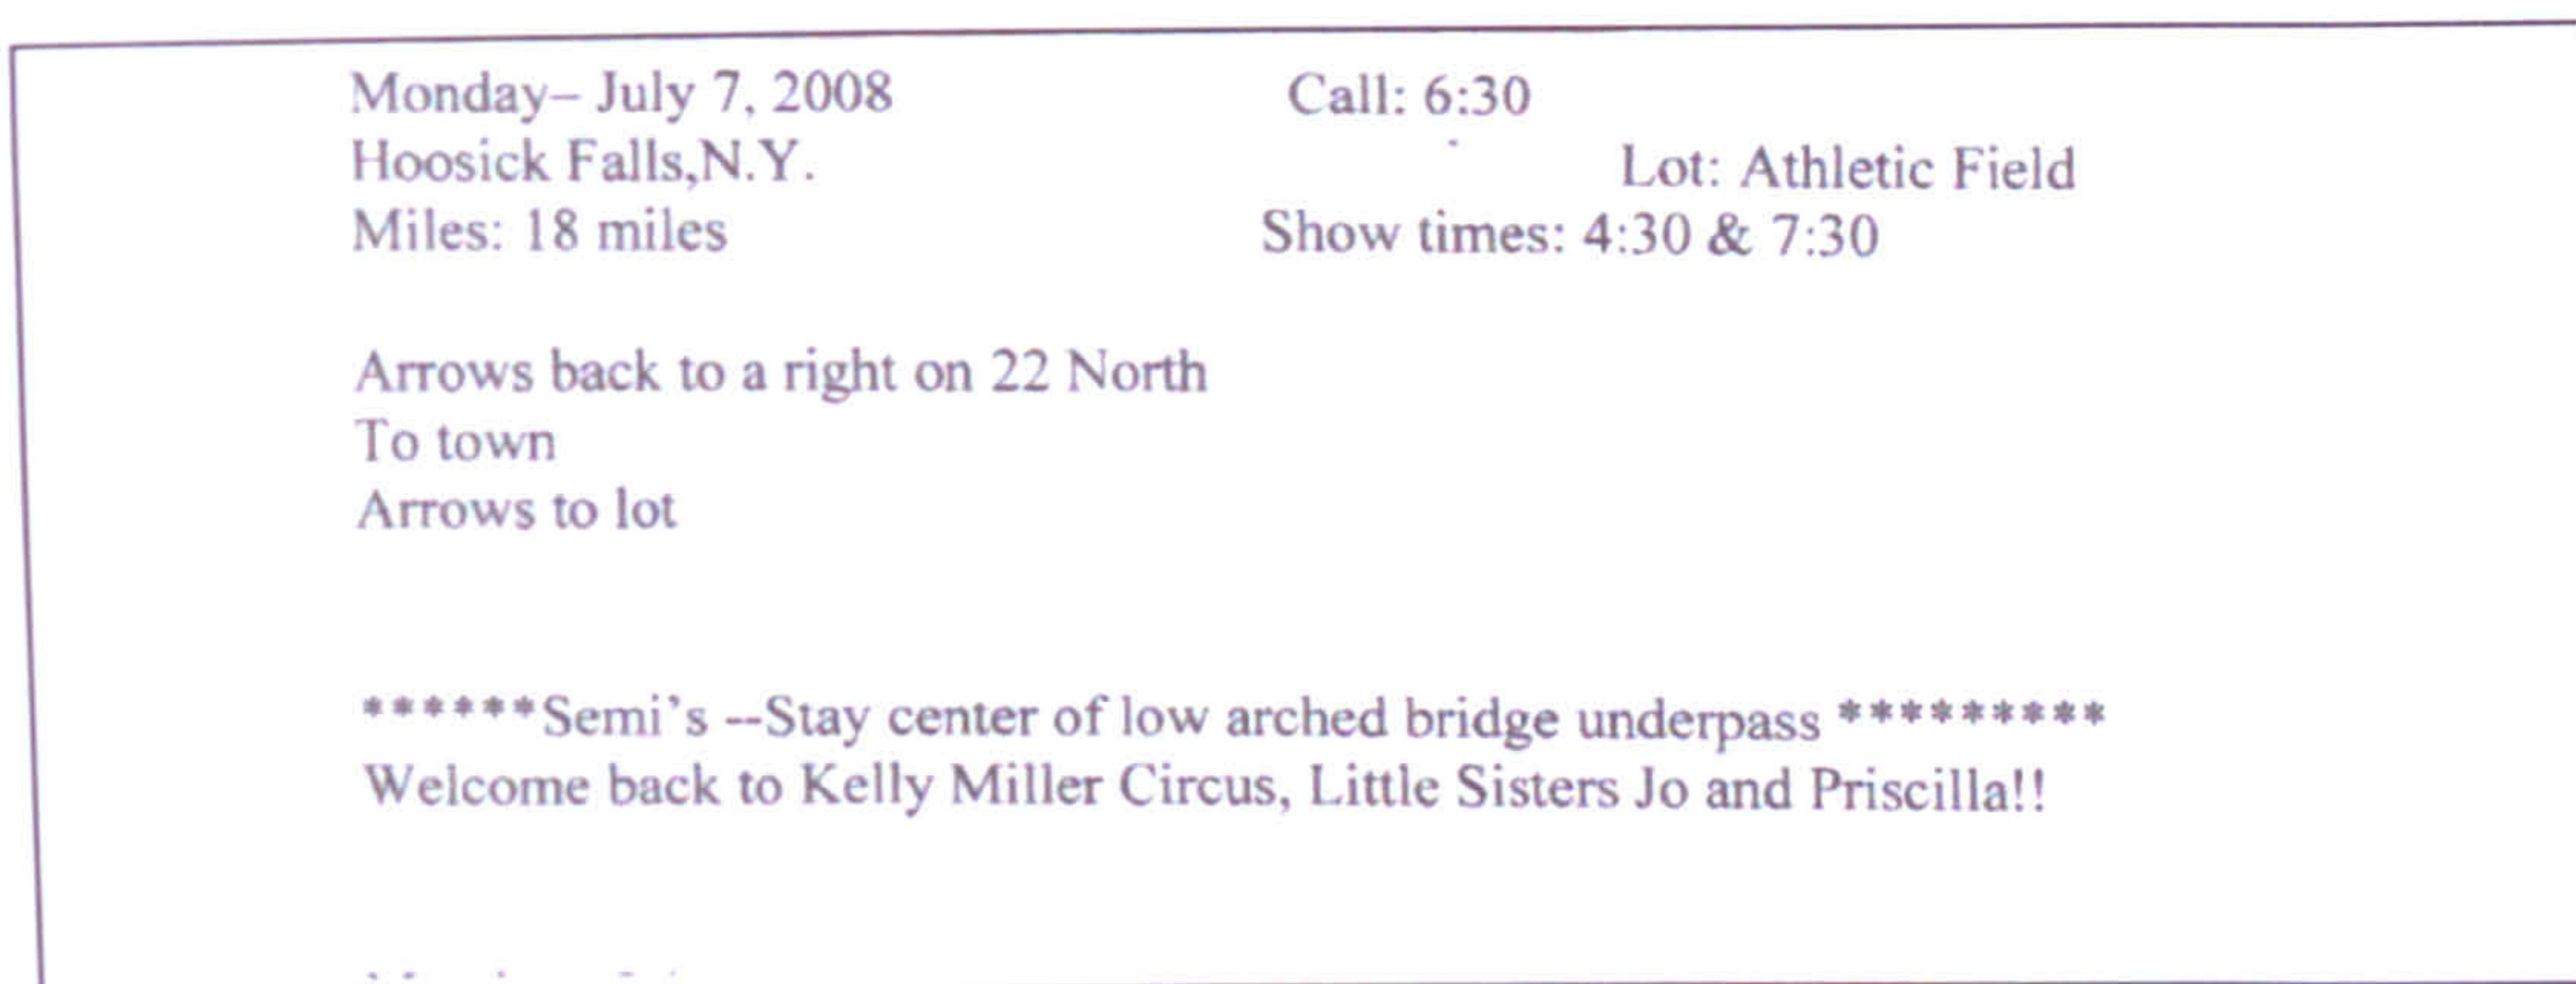 Monday– July 7, 2008 Call: 6:30
Hoosick Falls,N.Y. Lot: Athletic Field
Miles: 18 miles Show times: 4:30 & 7:30
Arrows back to a right on 22 North
To town
Arrows to lot
******Semi's --Stay center of low arched bridge underpass *********
Welcome back to Kelly Miller Circus, Little Sisters Jo and Priscilla!!